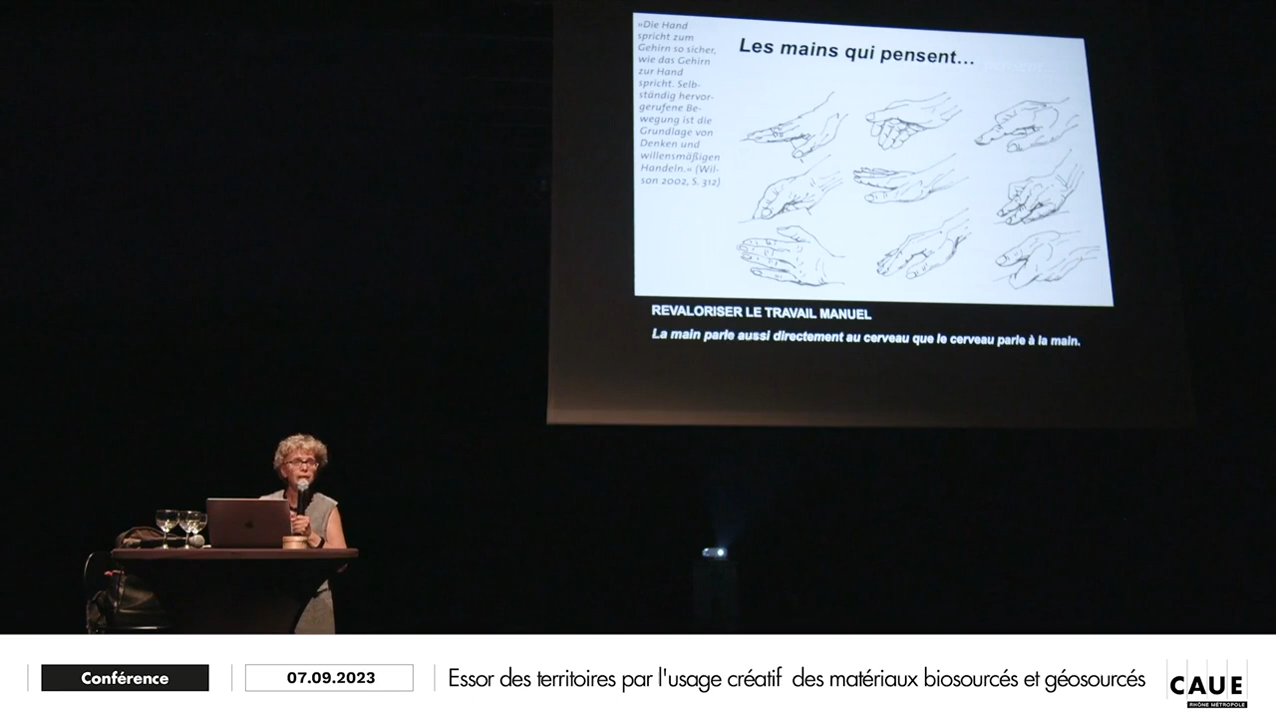 »Die Hand
spricht zum
Gehirn so sicher,
wie das Gehirn
zur Hand
spricht. Selb-
ständig hervor-
gerufene Be-
wegung ist die
Grundlage von
Denken und
willensmäßigen
Handeln.« (Wil-
son 2002, S. 312)
Les mains qui pensent...
REVALORISER LE TRAVAIL MANUEL
La main parle aussi directement au cerveau que le cerveau parle à la main.
Conférence
07.09.2023
Essor des territoires par l'usage créatif des matériaux biosourcés et géosourcés
CAUE
RHÔNE MÉTROPOLE